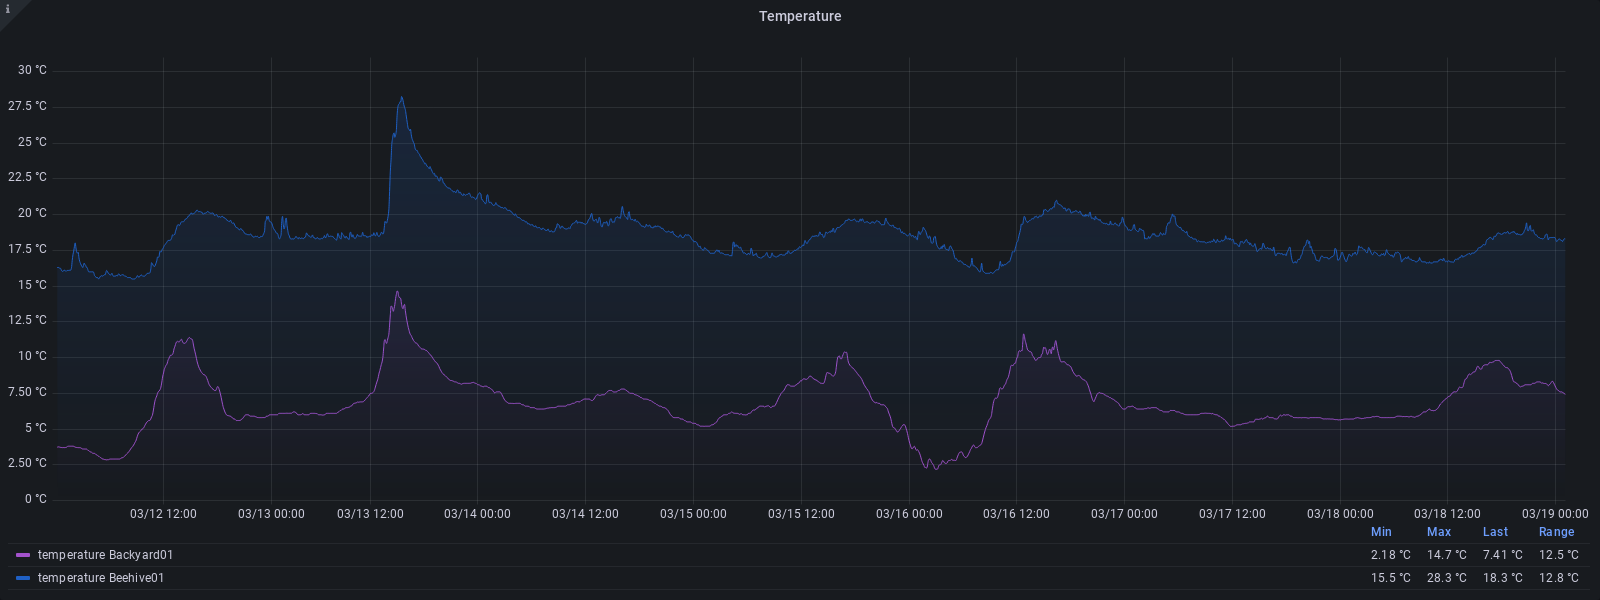 i
Temperature
30 °C
27.5 °C
25 °C
22.5 °C
20 °C
17.5 °C
15 °C
12.5 °C
10 °C
7.50 °C
5 °C
2.50 °C
0 °C
03/12 12:00 03/13 00:00 03/13 12:00 03/14 00:00 03/14 12:00 03/15 00:00 03/15 12:00 03/16 00:00 03/16 12:00 03/17 00:00 03/17 12:00 03/18 00:00 03/18 12:00 03/19 00:00
Min Max Last Range
temperature Backyard01 2.18 °C 14.7 °C 7.41 °C 12.5 °C
temperature Beehive01 15.5 °C 28.3 °C 18.3 °C 12.8 °C